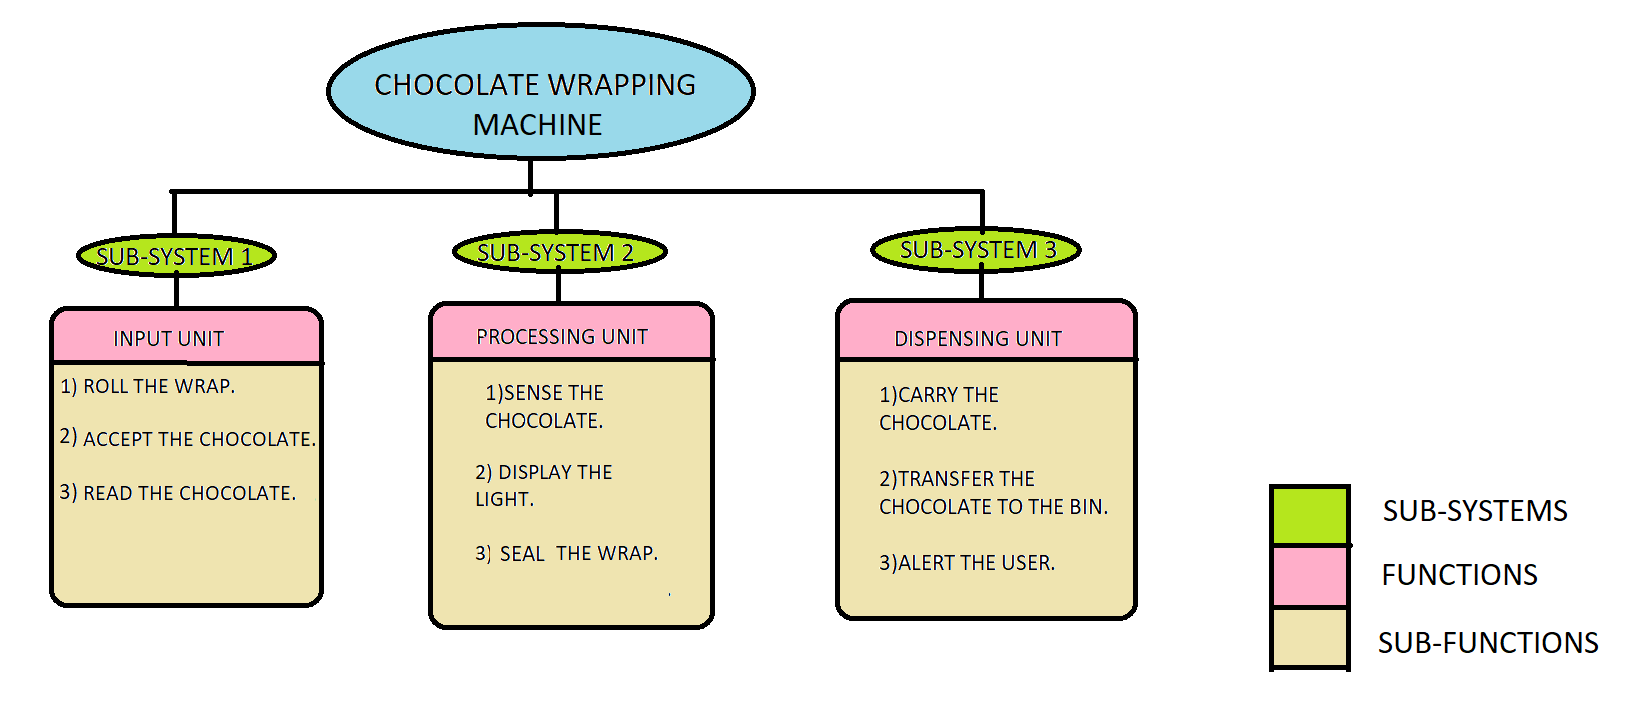 CHOCOLATE WRAPPING
MACHINE
SUB-SYSTEM 1
SUB-SYSTEM 2
SUB-SYSTEM 3
INPUT UNIT
1) ROLL THE WRAP.
2) ACCEPT THE CHOCOLATE.
3) READ THE CHOCOLATE.
PROCESSING UNIT
1)SENSE THE
CHOCOLATE.
2) DISPLAY THE
LIGHT.
3) SEAL THE WRAP.
DISPENSING UNIT
1)CARRY THE
CHOCOLATE.
2)TRANSFER THE
CHOCOLATE TO THE BIN.
3)ALERT THE USER.
SUB-SYSTEMS
FUNCTIONS
SUB-FUNCTIONS